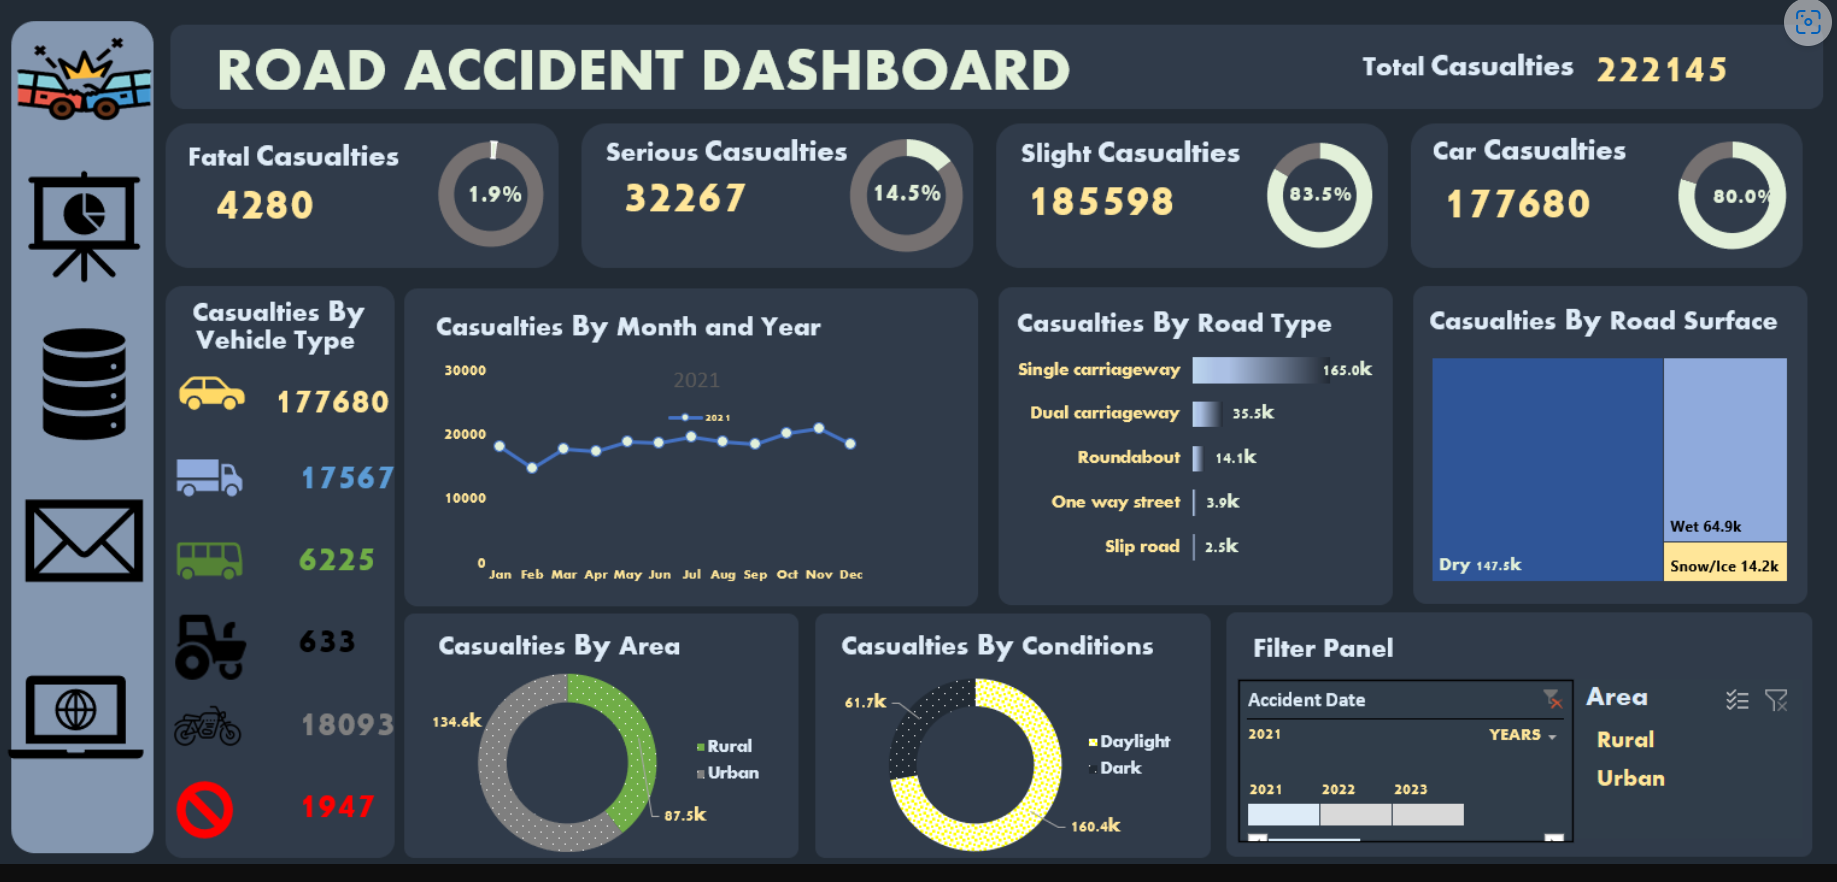 ROAD ACCIDENT DASHBOARD
Total Casualties 222145
Fatal Casualties
4280
1.9%
Serious Casualties
32267
14.5%
Slight Casualties
185598
83.5%
Car Casualties
177680
80.0%
Casualties By
Vehicle Type
177680
17567
6225
633
18093
1947
Casualties By Month and Year
2021
2021
30000
20000
10000
0
Jan Feb Mar Apr May Jun Jul Aug Sep Oct Nov Dec
Casualties By Road Type
Single carriageway 165.0k
Dual carriageway 35.5k
Roundabout 14.1k
One way street 3.9k
Slip road 2.5k
Casualties By Road Surface
Dry 147.5k
Wet 64.9k
Snow/Ice 14.2k
Casualties By Area
134.6k
87.5k
Rural
Urban
Casualties By Conditions
61.7k
160.4k
Daylight
Dark
Filter Panel
Accident Date
2021 YEARS
2021 2022 2023
Area
Rural
Urban